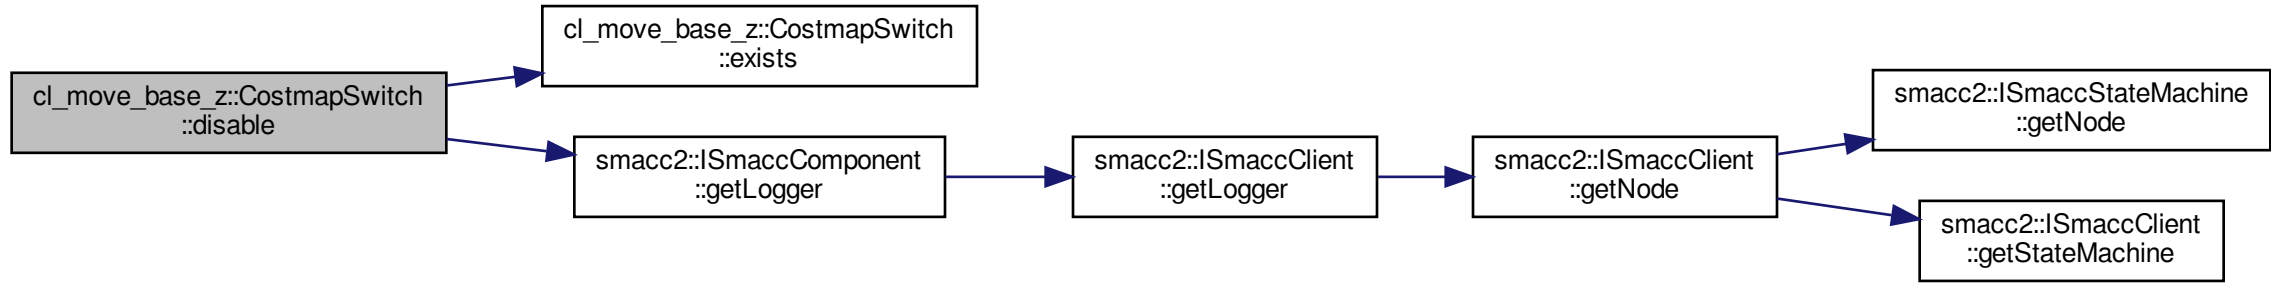 cl_move_base_z::CostmapSwitch
::disable
cl_move_base_z::CostmapSwitch
::exists
smacc2::ISmaccComponent
::getLogger
smacc2::ISmaccClient
::getLogger
smacc2::ISmaccClient
::getNode
smacc2::ISmaccStateMachine
::getNode
smacc2::ISmaccClient
::getStateMachine